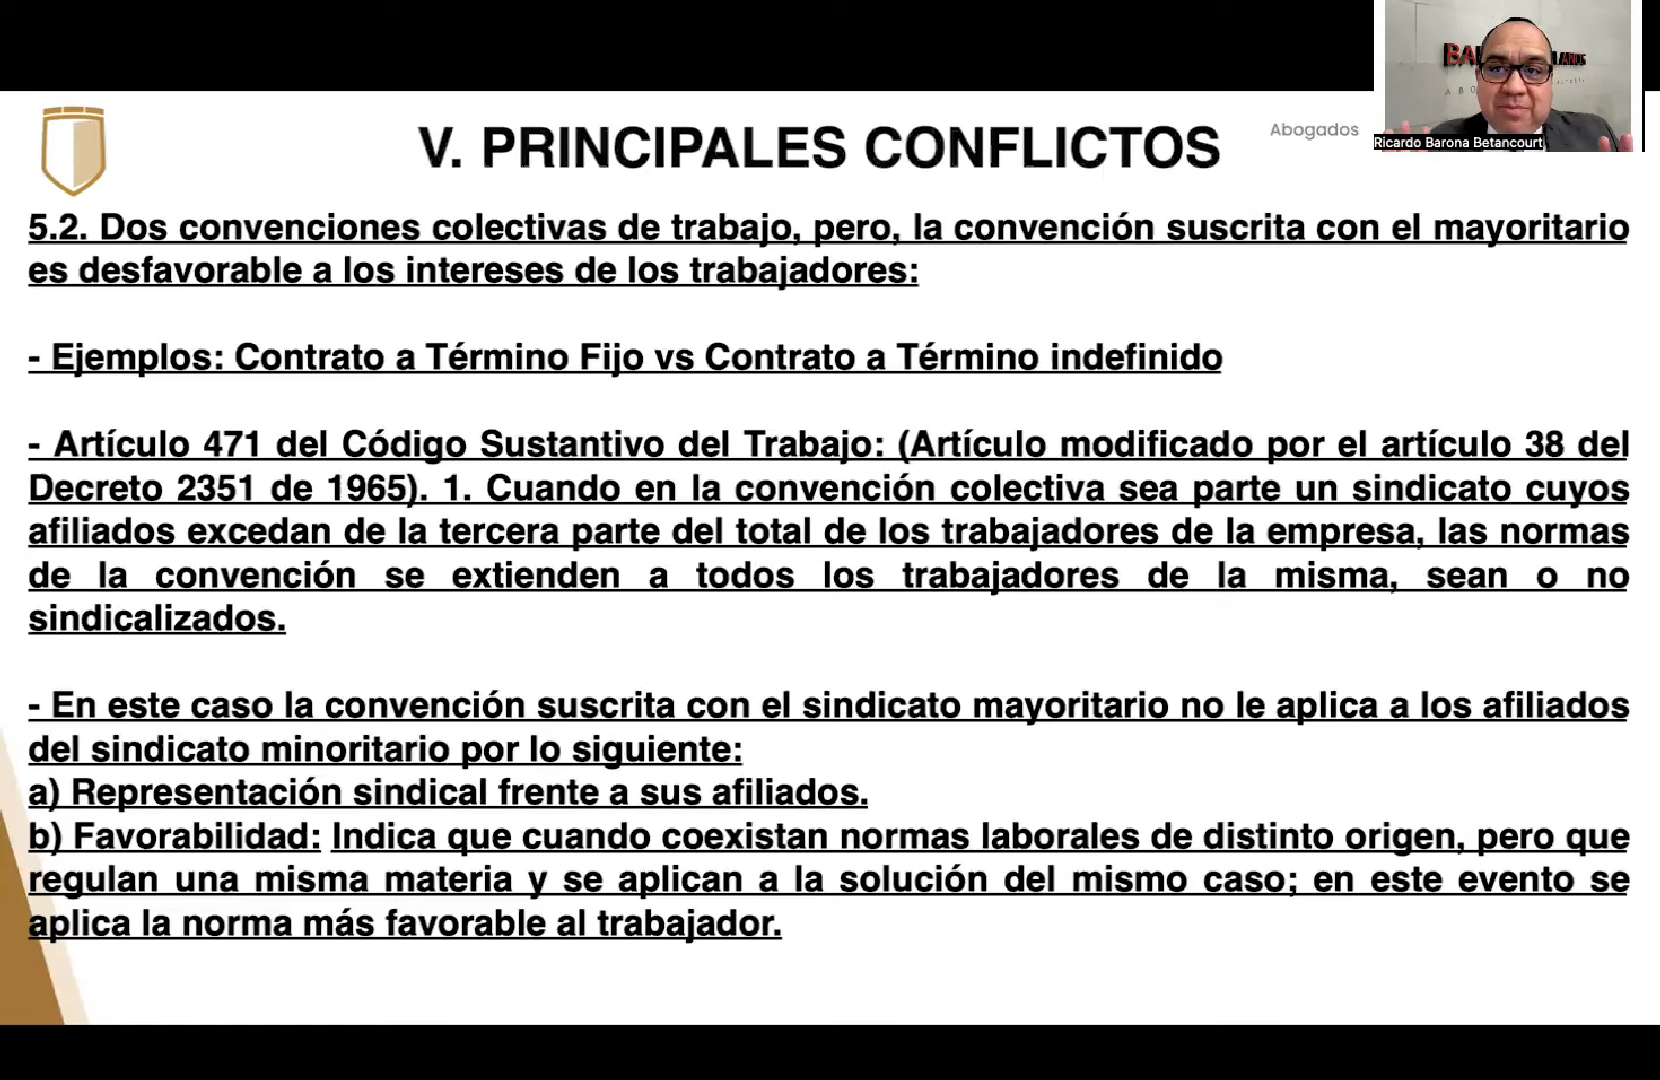 V. PRINCIPALES CONFLICTOS
Abogados
Ricardo Barona Betancourt
5.2. Dos convenciones colectivas de trabajo, pero, la convención suscrita con el mayoritario
es desfavorable a los intereses de los trabajadores:
- Ejemplos: Contrato a Término Fijo vs Contrato a Término indefinido
- Artículo 471 del Código Sustantivo del Trabajo: (Artículo modificado por el artículo 38 del
Decreto 2351 de 1965). 1. Cuando en la convención colectiva sea parte un sindicato cuyos
afiliados excedan de la tercera parte del total de los trabajadores de la empresa, las normas
de la convención se extienden a todos los trabajadores de la misma, sean o no
sindicalizados.
- En este caso la convención suscrita con el sindicato mayoritario no le aplica a los afiliados
del sindicato minoritario por lo siguiente:
a) Representación sindical frente a sus afiliados.
b) Favorabilidad: Indica que cuando coexistan normas laborales de distinto origen, pero que
regulan una misma materia y se aplican a la solución del mismo caso; en este evento se
aplica la norma más favorable al trabajador.